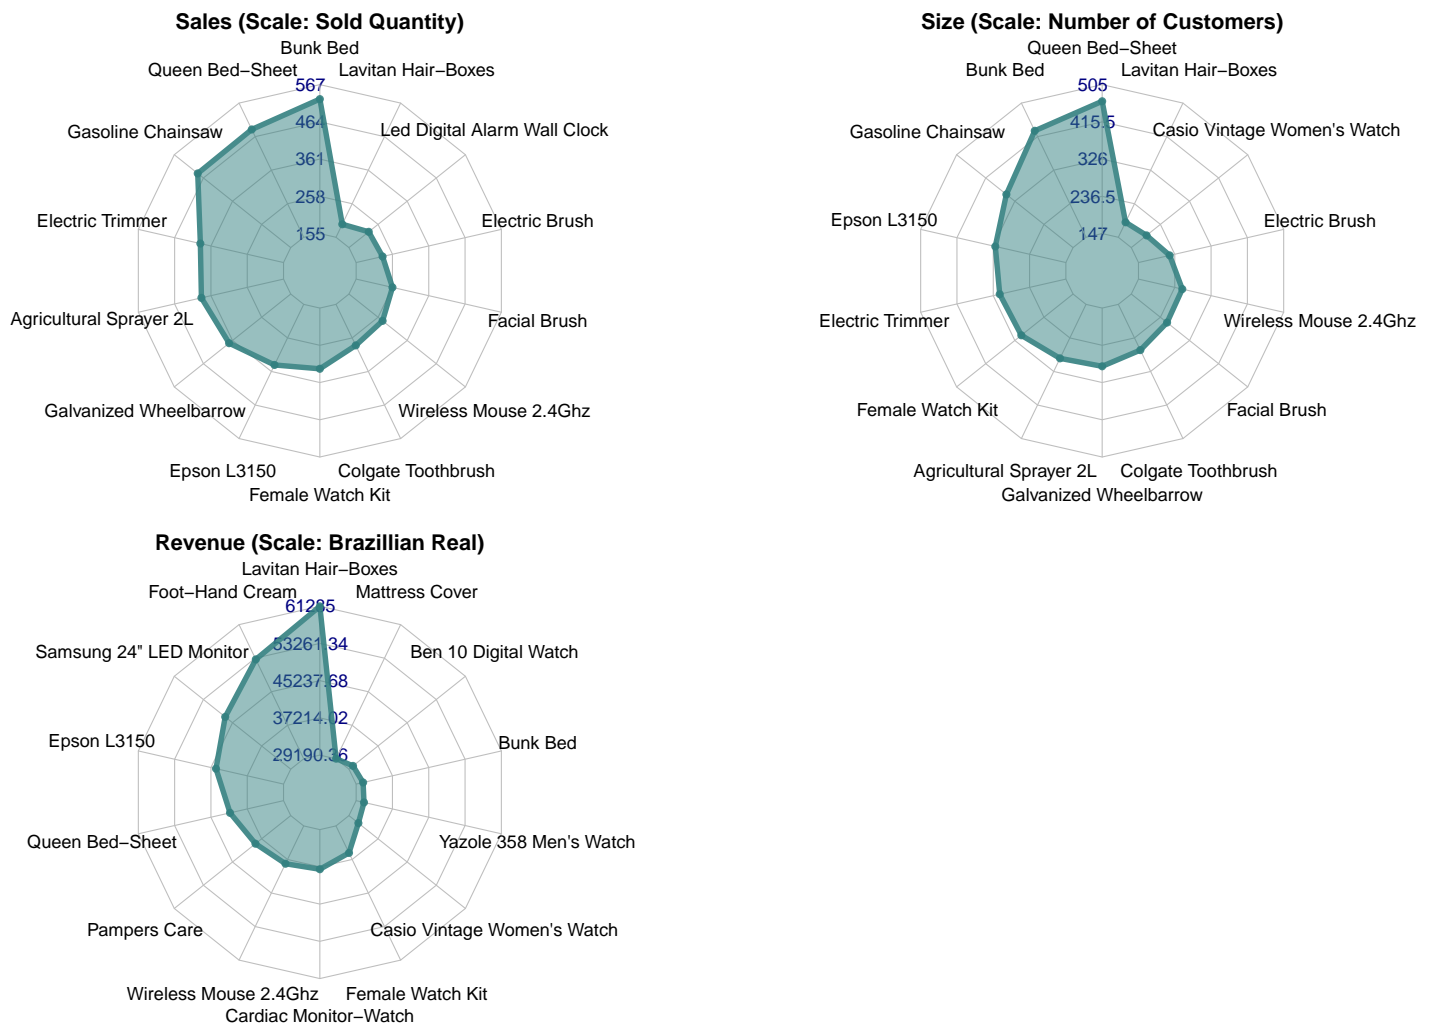 Sales (Scale: Sold Quantity)
Bunk Bed
Queen Bed−Sheet
Lavitan Hair−Boxes
567
Gasoline Chainsaw
464
Led Digital Alarm Wall Clock
361
Electric Trimmer
258
Electric Brush
155
Agricultural Sprayer 2L
Facial Brush
Galvanized Wheelbarrow
Wireless Mouse 2.4Ghz
Epson L3150
Colgate Toothbrush
Female Watch Kit
Size (Scale: Number of Customers)
Queen Bed−Sheet
Bunk Bed
Lavitan Hair−Boxes
505
Gasoline Chainsaw
415.5
Casio Vintage Women's Watch
326
Epson L3150
236.5
Electric Brush
147
Electric Trimmer
Wireless Mouse 2.4Ghz
Female Watch Kit
Facial Brush
Agricultural Sprayer 2L
Colgate Toothbrush
Galvanized Wheelbarrow
Revenue (Scale: Brazillian Real)
Lavitan Hair−Boxes
Foot−Hand Cream
Mattress Cover
61285
Samsung 24" LED Monitor
53261.34
Ben 10 Digital Watch
45237.68
Epson L3150
37214.02
Bunk Bed
29190.36
Queen Bed−Sheet
Yazole 358 Men's Watch
Pampers Care
Casio Vintage Women's Watch
Wireless Mouse 2.4Ghz
Female Watch Kit
Cardiac Monitor−Watch